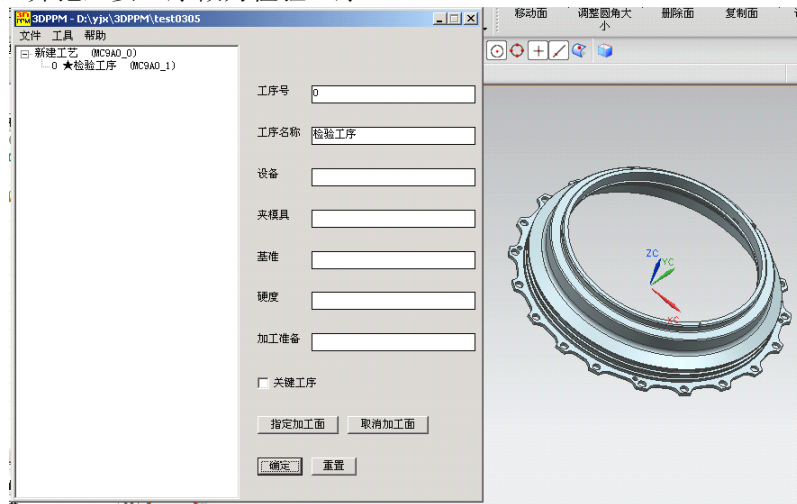 3DPPM - D:\yjx\3DPPM\test0305
文件 工具 帮助
新建工艺 (MC9A0_0)
0 ★检验工序 (MC9A0_1)
工序号 0
工序名称 检验工序
设备
夹模具
基准
硬度
加工准备
关键工序
指定加工面 取消加工面
确定 重置
移动面 调整圆角大小 删除面 复制面
ZC
YC
XC